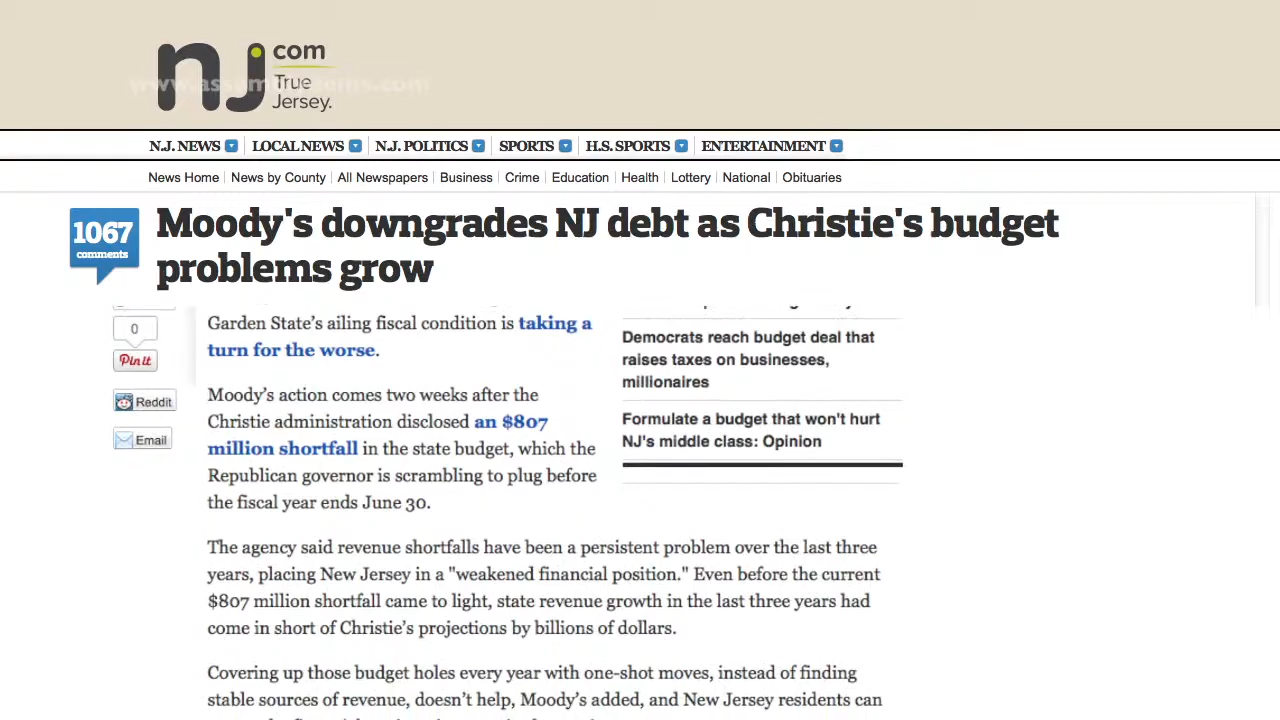 nj
com
True
Jersey.
N.J. NEWS LOCAL NEWS N.J. POLITICS SPORTS H.S. SPORTS ENTERTAINMENT
News Home News by County All Newspapers Business Crime Education Health Lottery National Obituaries
1067
comments
Moody's downgrades NJ debt as Christie's budget
problems grow
0
Pin it
Reddit
Email
Garden State’s ailing fiscal condition is taking a
turn for the worse.
Moody’s action comes two weeks after the
Christie administration disclosed an $807
million shortfall in the state budget, which the
Republican governor is scrambling to plug before
the fiscal year ends June 30.
Democrats reach budget deal that
raises taxes on businesses,
millionaires
Formulate a budget that won't hurt
NJ's middle class: Opinion
The agency said revenue shortfalls have been a persistent problem over the last three
years, placing New Jersey in a "weakened financial position." Even before the current
$807 million shortfall came to light, state revenue growth in the last three years had
come in short of Christie’s projections by billions of dollars.
Covering up those budget holes every year with one-shot moves, instead of finding
stable sources of revenue, doesn’t help, Moody’s added, and New Jersey residents can